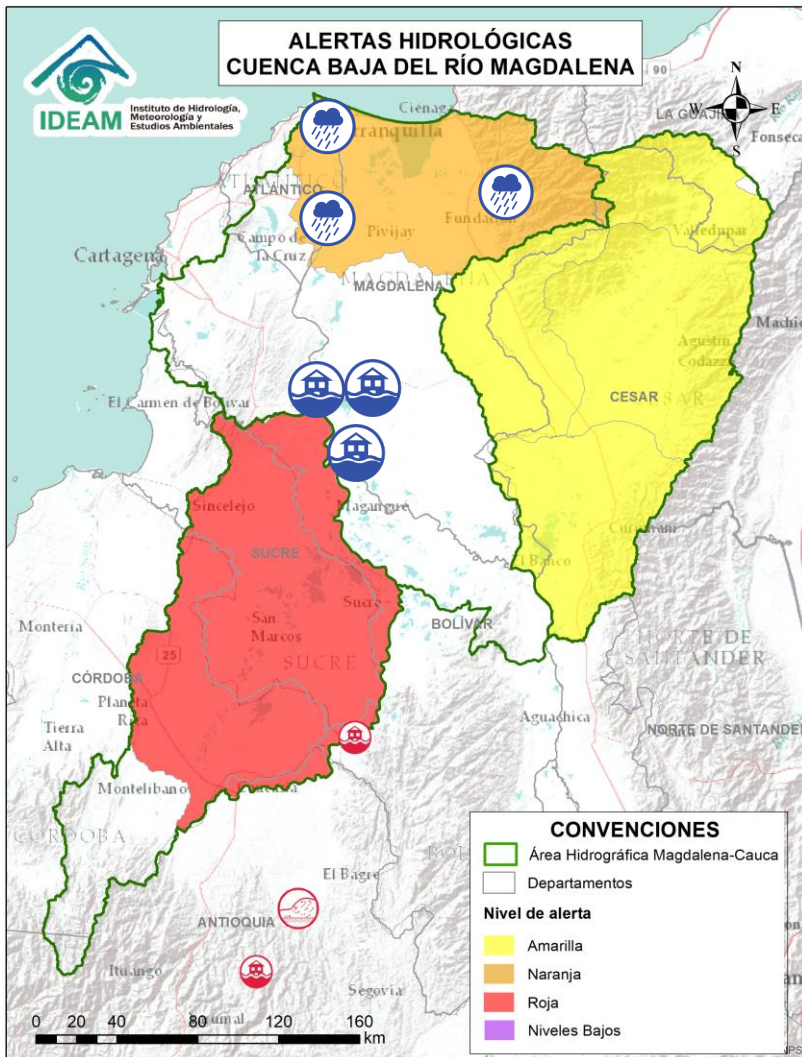 ALERTAS HIDROLÓGICAS
CUENCA BAJA DEL RÍO MAGDALENA
IDEAM
Instituto de Hidrología,
Meteorología y
Estudios Ambientales
N
W
E
S
90
Ciénaga
LA GUAJIRA
Fonseca
ATLÁNTICO
Pivijay
Fundación
Valledupar
Cartagena
Campo de
la Cruz
MAGDALENA
MAGDALENA
Agustín
Codazzi
CESAR
El Carmen de Bolívar
Sincelejo
Magangué
El Banco
SUCRE
Sucre
San
Marcos
SUCRE
BOLÍVAR
Montería
25
CÓRDOBA
Planeta
Rica
Tierra
Alta
NORTE DE
SANTANDER
Aguachica
NORTE DE SANTANDER
Montelibano
CÓRDOBA
El Bagre
ANTIOQUIA
Ituango
Segovia
0 20 40 80 120 160
km
CONVENCIONES
Área Hidrográfica Magdalena-Cauca
Departamentos
Nivel de alerta
Amarilla
Naranja
Roja
Niveles Bajos